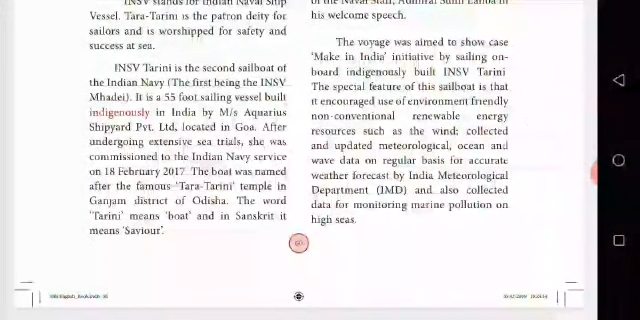 INSV stands for Indian Naval Ship
Vessel. Tara-Tarini is the patron deity for
sailors and is worshipped for safety and
success at sea.
INSV Tarini is the second sailboat of
the Indian Navy (The first being the INSV
Mhadei). It is a 55 foot sailing vessel built
indigenously in India by M/s Aquarius
Shipyard Pvt. Ltd, located in Goa. After
undergoing extensive sea trials, she was
commissioned to the Indian Navy service
on 18 February 2017. The boat was named
after the famous 'Tara-Tarini' temple in
Ganjam district of Odisha. The word
'Tarini' means 'boat' and in Sanskrit it
means 'Saviour'.
of the Naval Staff, Admiral Sunil Lanba in
his welcome speech.
The voyage was aimed to show case
'Make in India' initiative by sailing on-
board indigenously built INSV Tarini
The special feature of this sailboat is that
it encouraged use of environment friendly
non-conventional renewable energy
resources such as the wind; collected
and updated meteorological, ocean and
wave data on regular basis for accurate
weather forecast by India Meteorological
Department (IMD) and also collected
data for monitoring marine pollution on
high seas.